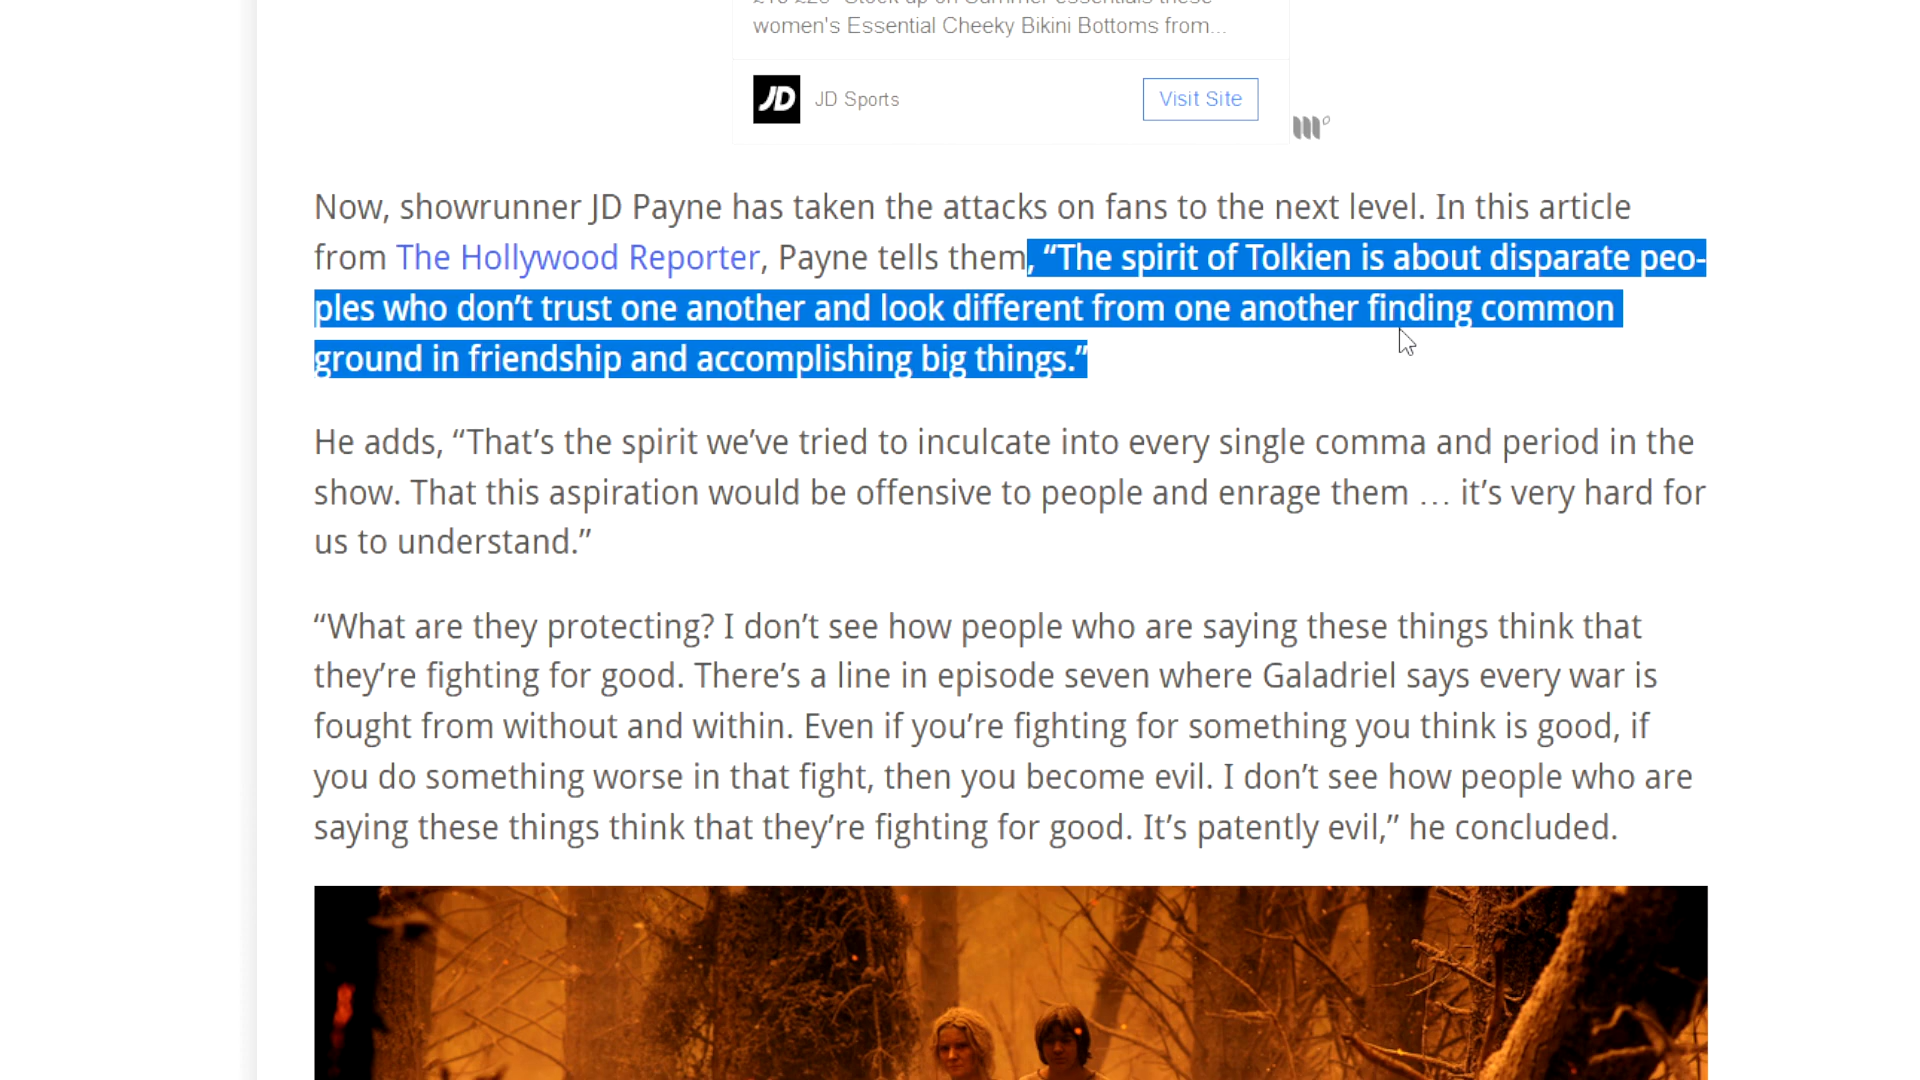 women's Essential Cheeky Bikini Bottoms from...
JD
JD Sports
Visit Site
Now, showrunner JD Payne has taken the attacks on fans to the next level. In this article
from The Hollywood Reporter, Payne tells them, “The spirit of Tolkien is about disparate peo-
ples who don’t trust one another and look different from one another finding common
ground in friendship and accomplishing big things.”
He adds, “That’s the spirit we’ve tried to inculcate into every single comma and period in the
show. That this aspiration would be offensive to people and enrage them … it’s very hard for
us to understand.”
“What are they protecting? I don’t see how people who are saying these things think that
they’re fighting for good. There’s a line in episode seven where Galadriel says every war is
fought from without and within. Even if you’re fighting for something you think is good, if
you do something worse in that fight, then you become evil. I don’t see how people who are
saying these things think that they’re fighting for good. It’s patently evil,” he concluded.